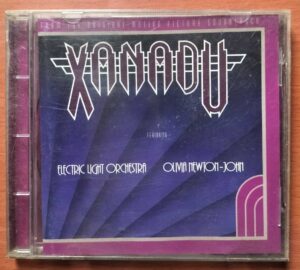 FROM THE ORIGINAL MOTION PICTURE SOUNDTRACK
XANADU
FEATURING
ELECTRIC LIGHT ORCHESTRA OLIVIA NEWTON-JOHN